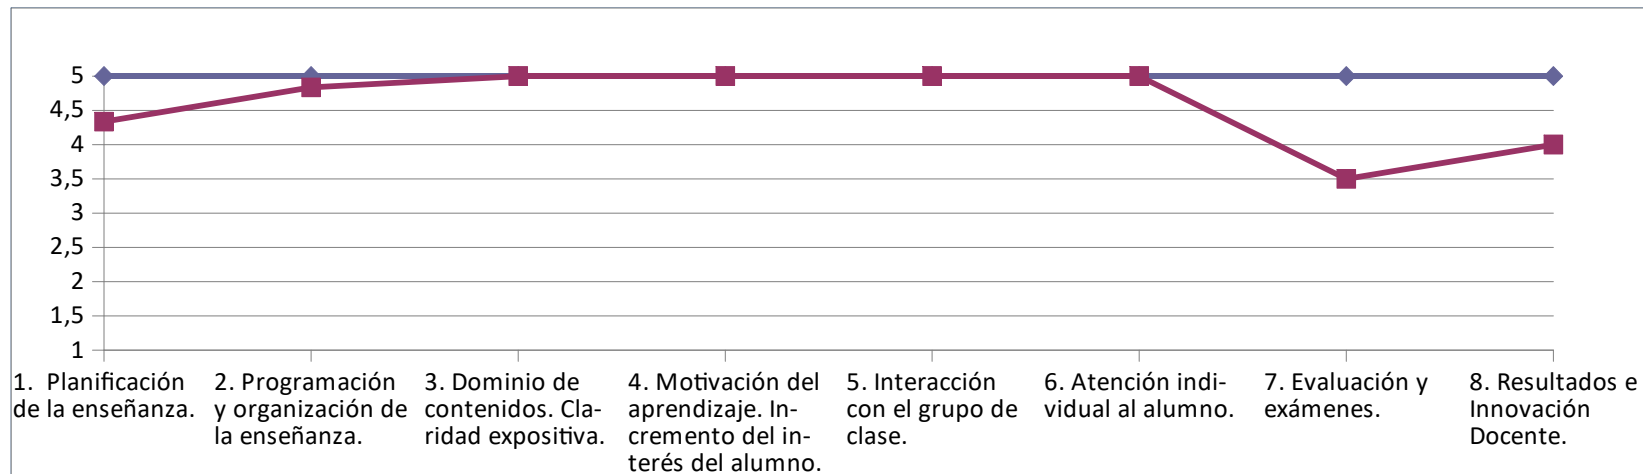 5
4,5
4
3,5
3
2,5
2
1,5
1
1. Planificación
de la enseñanza.
2. Programación
y organización de
la enseñanza.
3. Dominio de
contenidos. Cla-
ridad expositiva.
4. Motivación del
aprendizaje. In-
cremento del in-
terés del alumno.
5. Interacción
con el grupo de
clase.
6. Atención indi-
vidual al alumno.
7. Evaluación y
exámenes.
8. Resultados e
Innovación
Docente.